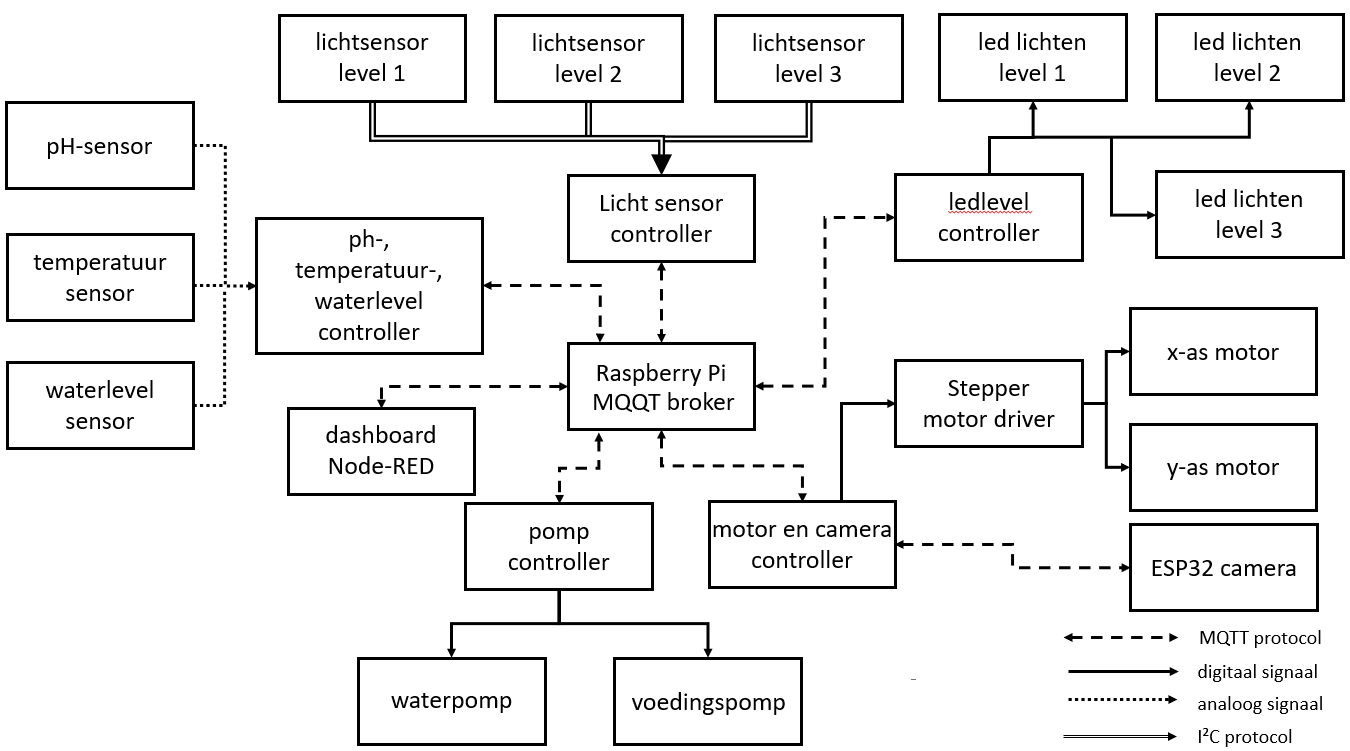 lichtsensor
level 1
lichtsensor
level 2
lichtsensor
level 3
led lichten
level 1
led lichten
level 2
pH-sensor
temperatuur
sensor
waterlevel
sensor
ph-,
temperatuur-,
waterlevel
controller
Licht sensor
controller
ledlevel
controller
led lichten
level 3
Raspberry Pi
MQQT broker
dashboard
Node-RED
Stepper
motor driver
x-as motor
y-as motor
pomp
controller
motor en camera
controller
ESP32 camera
waterpomp
voedingspomp
MQTT protocol
digitaal signaal
analoog signaal
I²C protocol